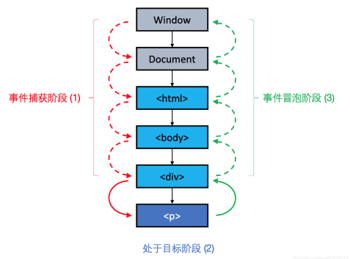 Window
Document
<html>
事件捕获阶段 (1)
事件冒泡阶段 (3)
<body>
<div>
<p>
处于目标阶段 (2)